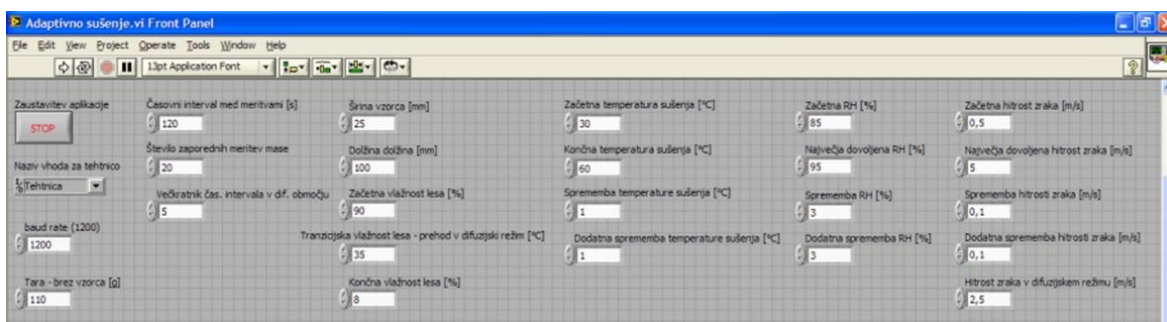 Adaptivno sušenje.vi Front Panel
File Edit View Project Operate Tools Window Help
13pt Application Font
Zaustavitev aplikacije
STOP
Naziv vhoda za tehtnico
Tehtnica
baud rate (1200)
1200
Tara - brez vzorca [g]
110
Časovni interval med meritvami [s]
120
Število zaporednih meritev mase
20
Večkratnik čas. intervala v dif. območju
5
Širina vzorca [mm]
25
Dolžina dolžina [mm]
100
Začetna vlažnost lesa [%]
90
Tranzicijska vlažnost lesa - prehod v difuzijski režim [°C]
35
Končna vlažnost lesa [%]
8
Začetna temperatura sušenja [°C]
30
Končna temperatura sušenja [°C]
60
Sprememba temperature sušenja [°C]
1
Dodatna sprememba temperature sušenja [°C]
1
Začetna RH [%]
85
Največja dovoljena RH [%]
95
Sprememba RH [%]
3
Dodatna sprememba RH [%]
3
Začetna hitrost zraka [m/s]
0,5
Največja dovoljena hitrost zraka [m/s]
5
Sprememba hitrosti zraka [m/s]
0,1
Dodatna sprememba hitrosti zraka [m/s]
0,1
Hitrost zraka v difuzijskem režimu [m/s]
2,5